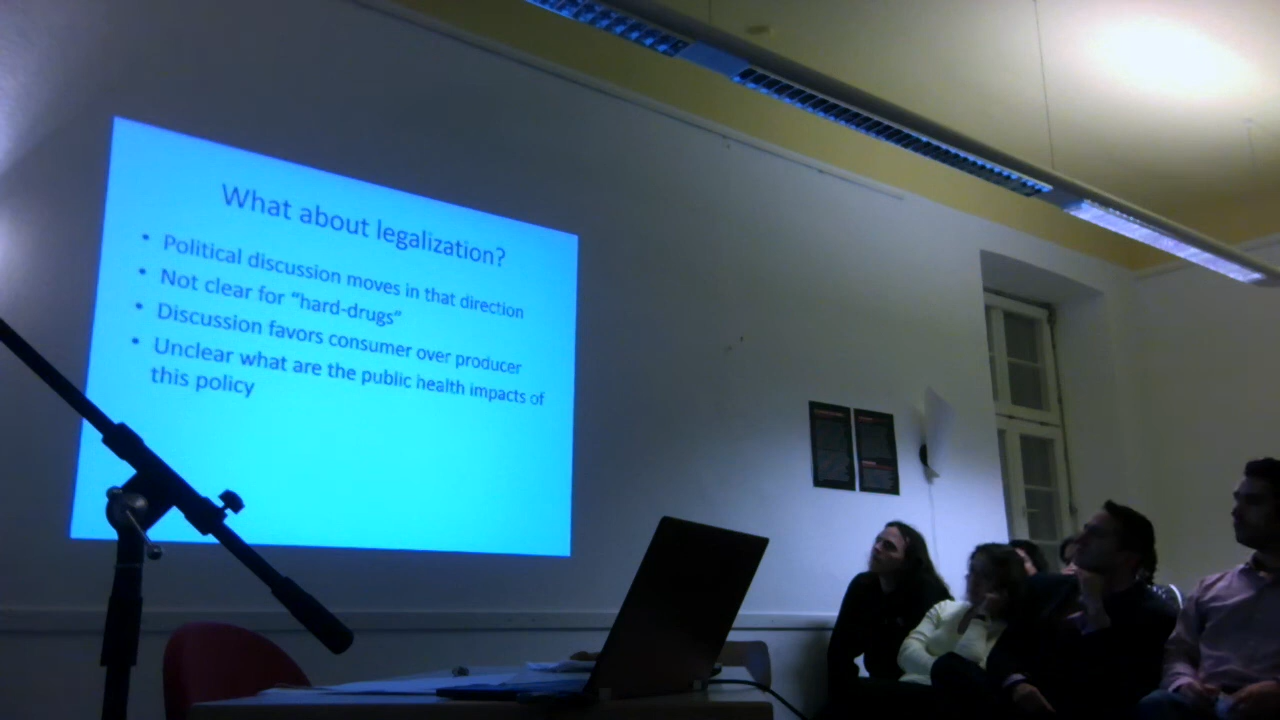 What about legalization?
• Political discussion moves in that direction
• Not clear for "hard-drugs"
• Discussion favors consumer over producer
• Unclear what are the public health impacts of
this policy